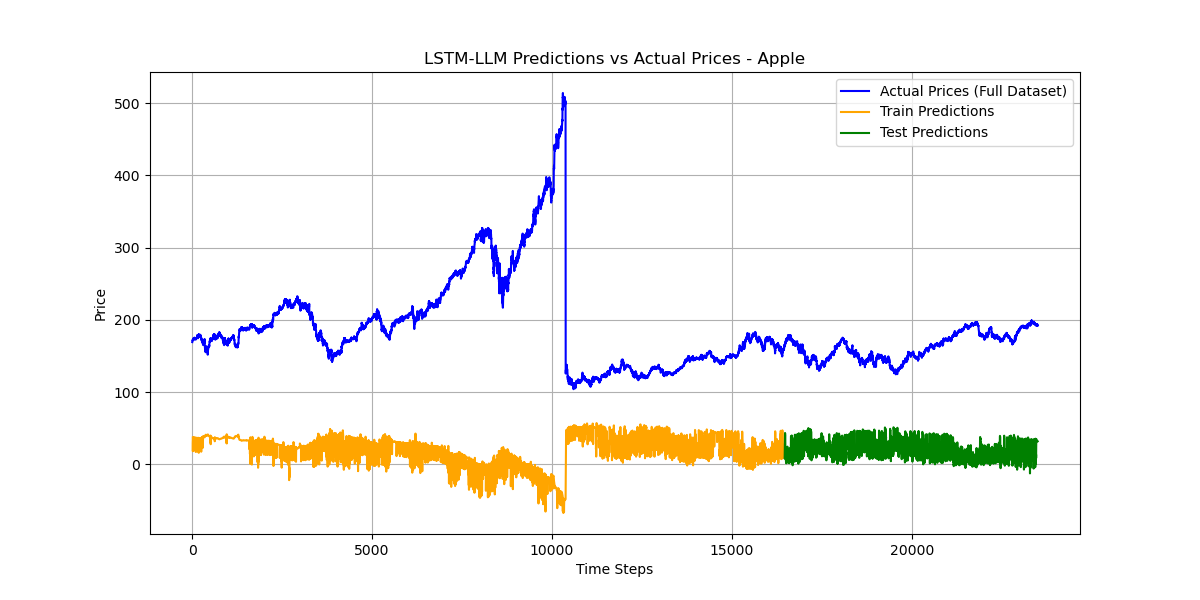 LSTM-LLM Predictions vs Actual Prices - Apple
Actual Prices (Full Dataset)
Train Predictions
Test Predictions
500
400
300
200
100
0
Price
0 5000 10000 15000 20000
Time Steps